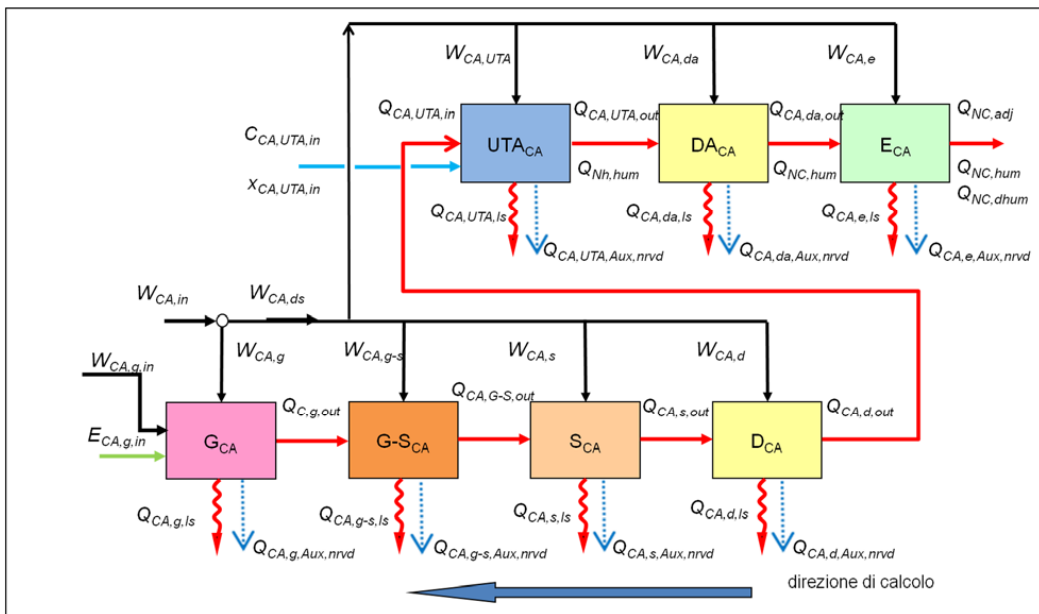 W_CA,UTA
W_CA,da
W_CA,e
Q_CA,UTA,in
Q_CA,UTA,out
Q_CA,da,out
Q_NC,adj
C_CA,UTA,in
UTA_CA
DA_CA
E_CA
x_CA,UTA,in
Q_Nh,hum
Q_NC,hum
Q_NC,hum
Q_NC,dhum
Q_CA,UTA,ls
Q_CA,da,ls
Q_CA,e,ls
Q_CA,UTA,Aux,nrvd
Q_CA,da,Aux,nrvd
Q_CA,e,Aux,nrvd
W_CA,in
W_CA,ds
W_CA,g
W_CA,g-s
W_CA,s
W_CA,d
W_CA,g,in
Q_C,g,out
Q_CA,G-S,out
Q_CA,s,out
Q_CA,d,out
E_CA,g,in
G_CA
G-S_CA
S_CA
D_CA
Q_CA,g,ls
Q_CA,g-s,ls
Q_CA,s,ls
Q_CA,d,ls
Q_CA,g,Aux,nrvd
Q_CA,g-s,Aux,nrvd
Q_CA,s,Aux,nrvd
Q_CA,d,Aux,nrvd
direzione di calcolo